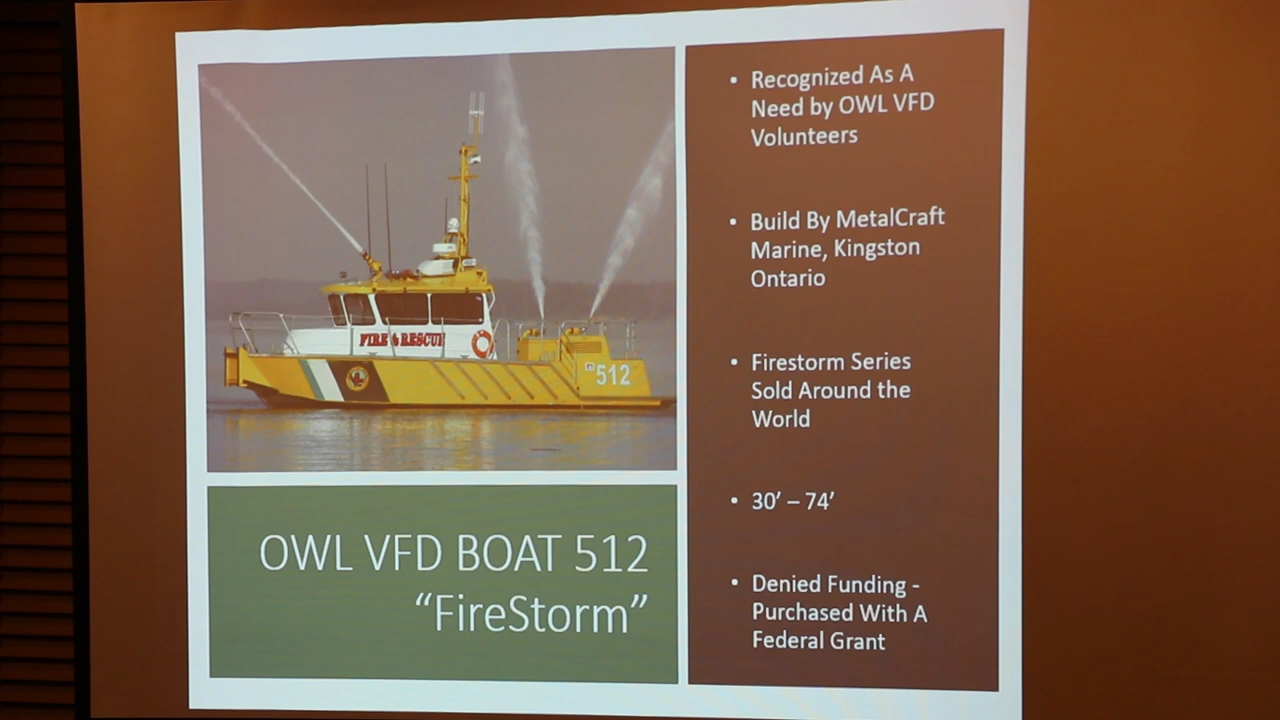 FIRE & RESCUE
512
OWL VFD BOAT 512
“FireStorm”
• Recognized As A
Need by OWL VFD
Volunteers
• Build By MetalCraft
Marine, Kingston
Ontario
• Firestorm Series
Sold Around the
World
• 30’ – 74’
• Denied Funding -
Purchased With A
Federal Grant